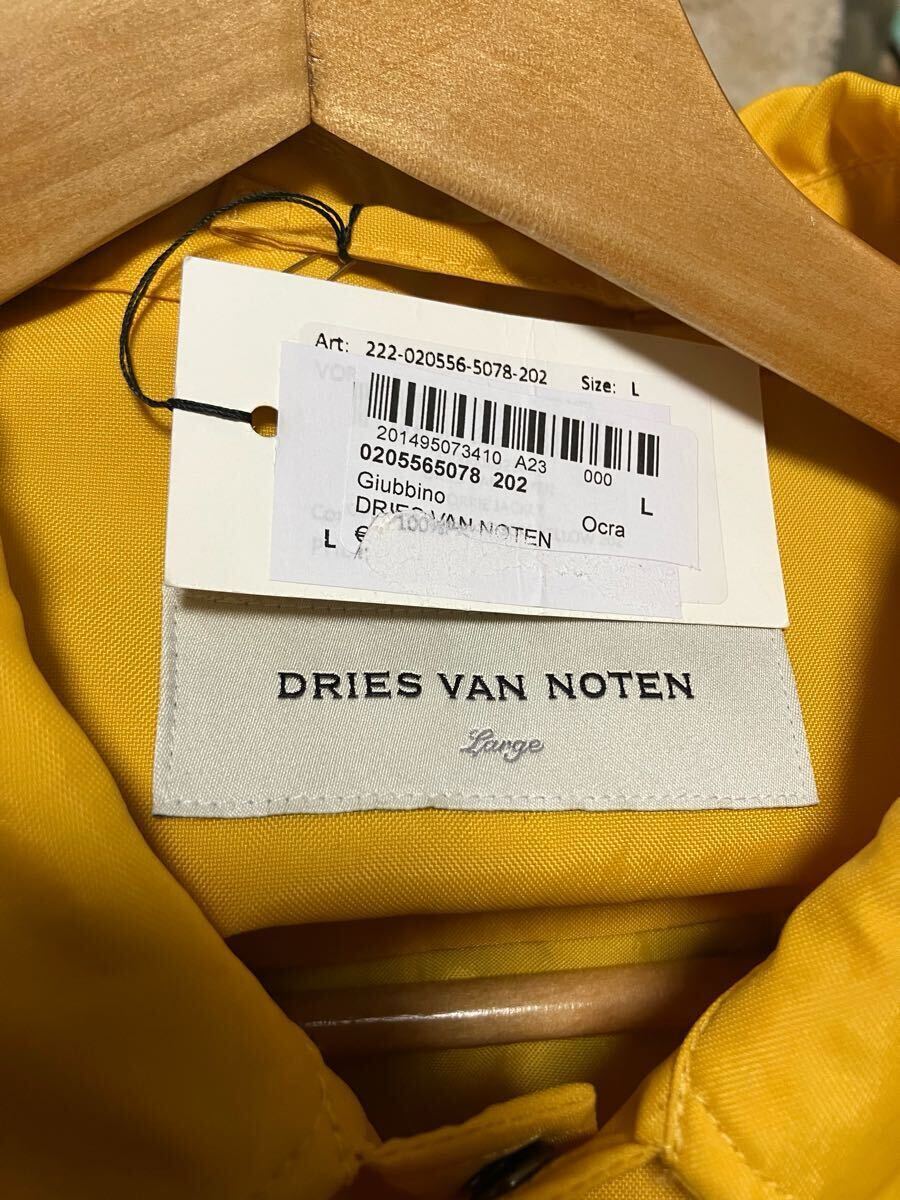 Art: 222-020556-5078-202 Size: L
VOR
201495073410 A23 000
0205565078 202 L
Giubbino Ocra
DRIES VAN NOTEN
100%
L €
DRIES VAN NOTEN
Large